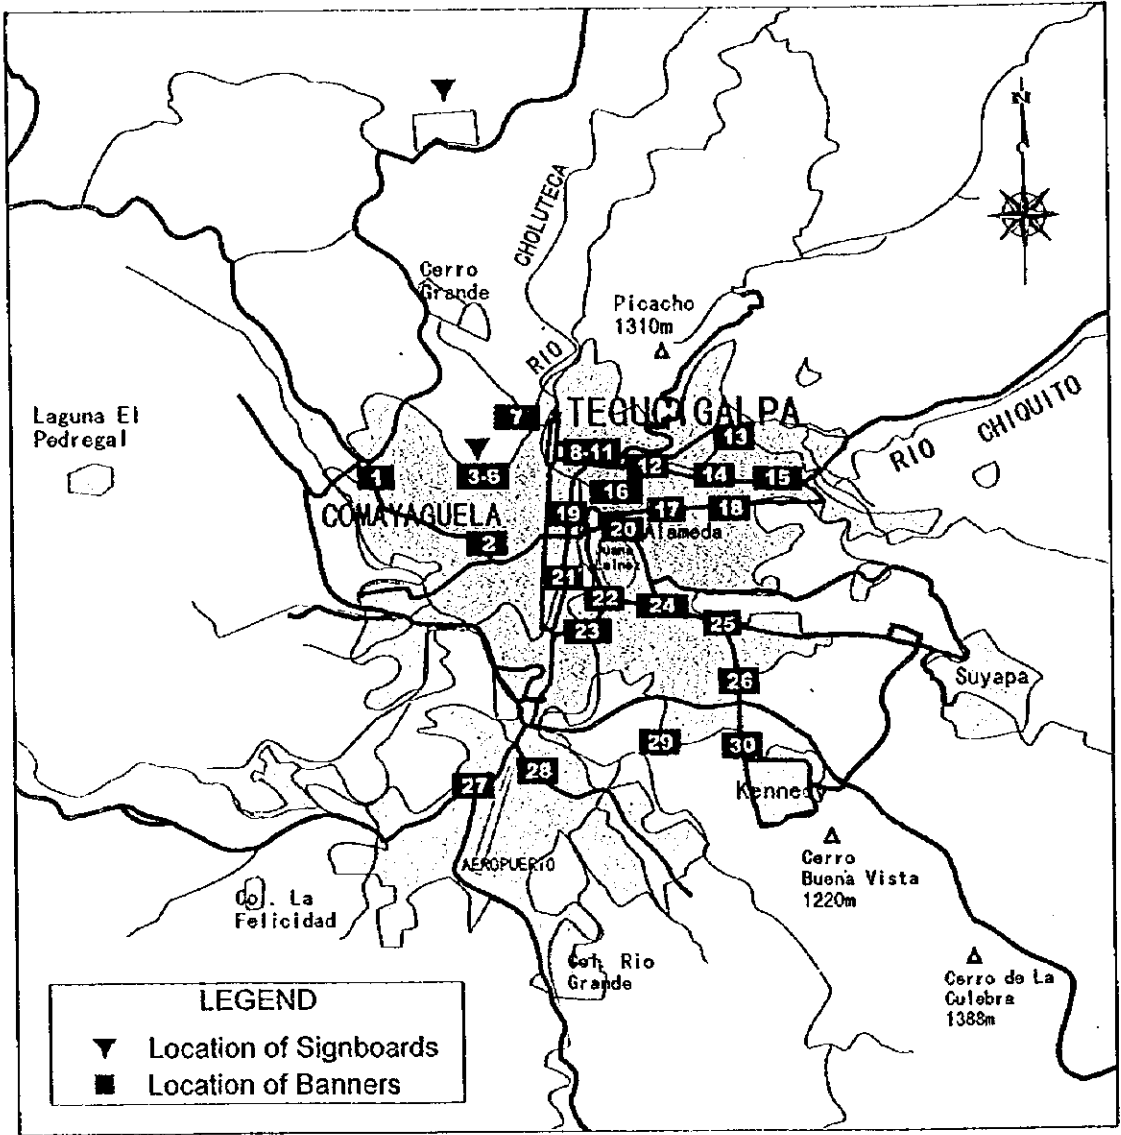 N
CHOLUTECA
RIO
Cerro
Grande
Picacho
1310m
Laguna El
Pedregal
TEGUCIGALPA
RIO CHIQUITO
7
8-11
13
12
14
15
1
3-6
16
COMAYAGUELA
19
17
18
20
Alameda
2
21
22
24
23
25
26
Suyapa
29
30
27
28
Kennedy
AEROPUERTO
Cerro
Buena Vista
1220m
Col. La
Felicidad
Col. Rio
Grande
Cerro de La
Culebra
1388m
LEGEND
Location of Signboards
Location of Banners